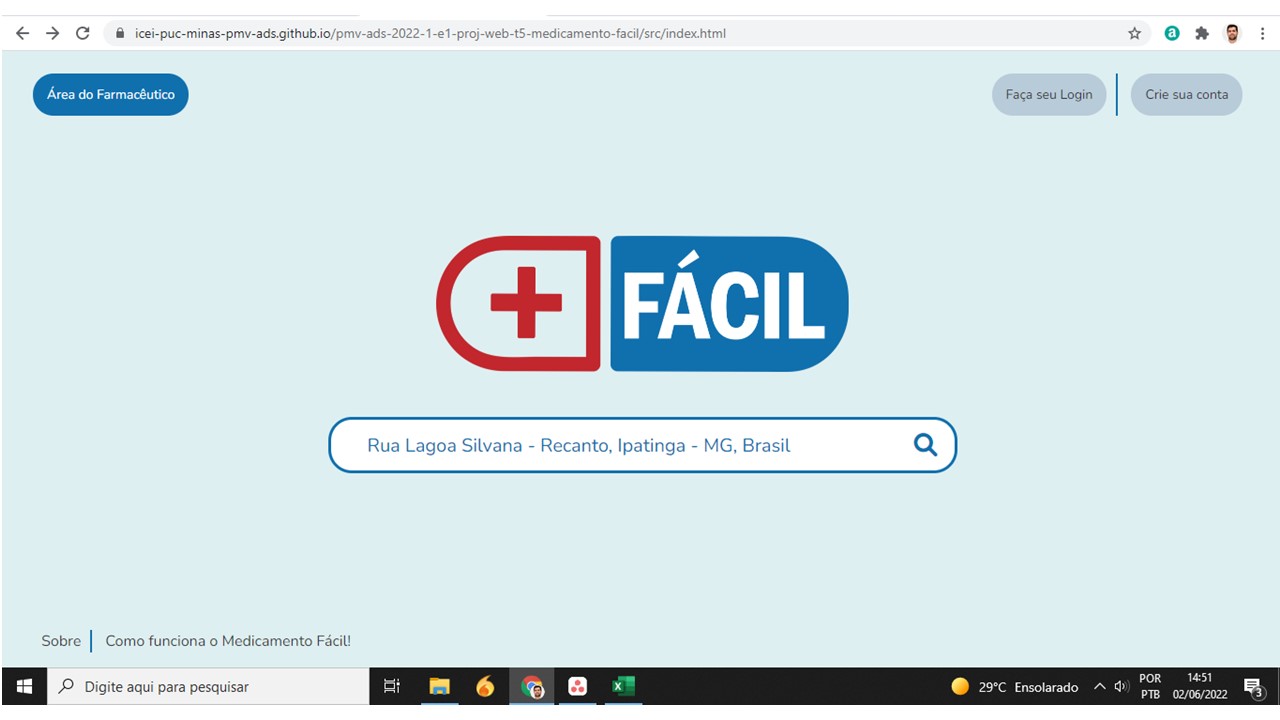 icei-puc-minas-pmv-ads.github.io/pmv-ads-2022-1-e1-proj-web-t5-medicamento-facil/src/index.html
Área do Farmacêutico
Faça seu Login
Crie sua conta
FÁCIL
Rua Lagoa Silvana - Recanto, Ipatinga - MG, Brasil
Sobre
Como funciona o Medicamento Fácil!
Digite aqui para pesquisar
29°C Ensolarado
POR
PTB
14:51
02/06/2022
3